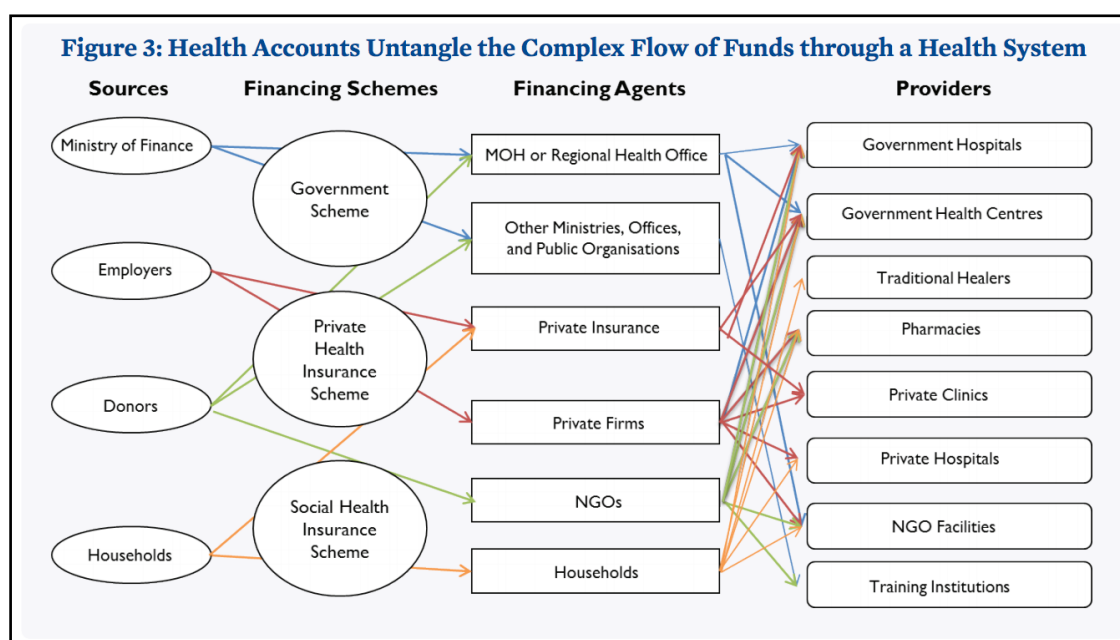 Figure 3: Health Accounts Untangle the Complex Flow of Funds through a Health System
Sources
Financing Schemes
Financing Agents
Providers
Ministry of Finance
Employers
Donors
Households
Government
Scheme
Private
Health
Insurance
Scheme
Social Health
Insurance
Scheme
MOH or Regional Health Office
Other Ministries, Offices,
and Public Organisations
Private Insurance
Private Firms
NGOs
Households
Government Hospitals
Government Health Centres
Traditional Healers
Pharmacies
Private Clinics
Private Hospitals
NGO Facilities
Training Institutions